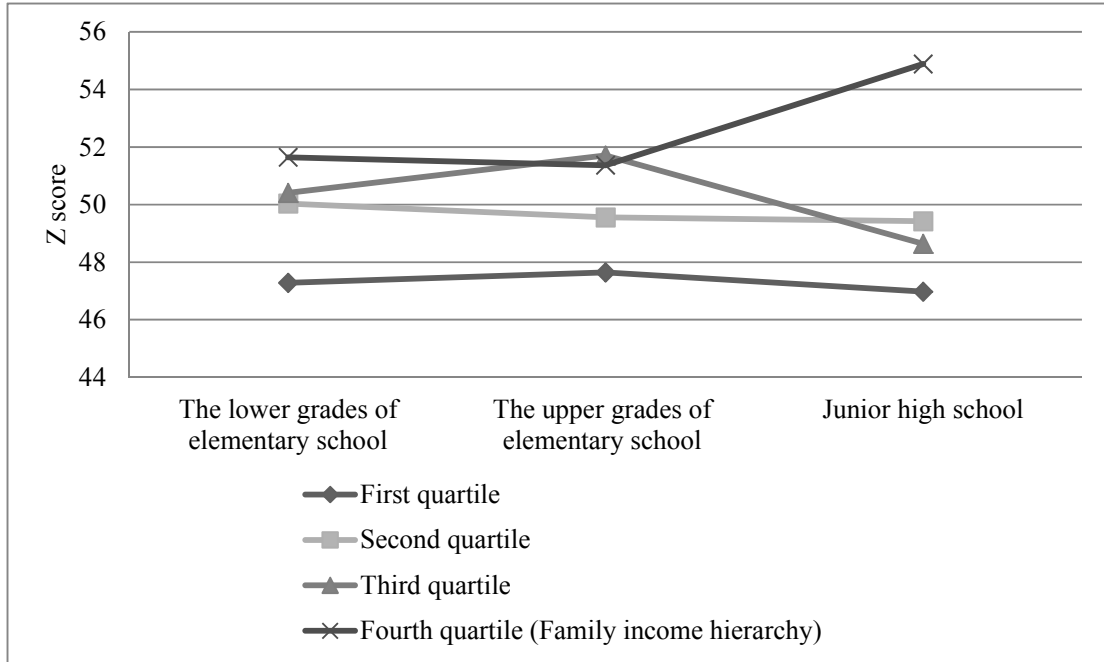 56
54
52
50
48
46
44
Z score
The lower grades of
elementary school
The upper grades of
elementary school
Junior high school
First quartile
Second quartile
Third quartile
Fourth quartile (Family income hierarchy)